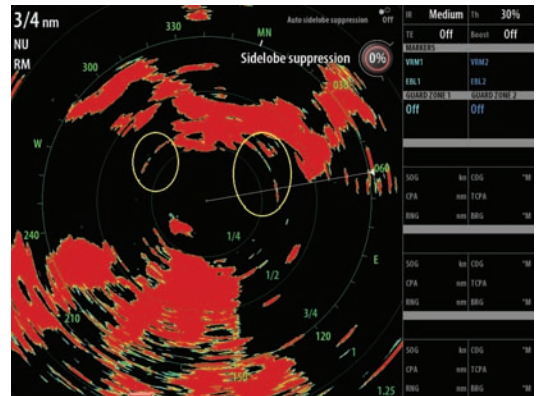 3/4 nm
NU
RM
Auto sidelobe suppression Off
Sidelobe suppression 0%
MN
330
300
030
W
060
240
E
210
120
150
1/4
1/2
3/4
1
1.25
IR Medium Th 30%
TE Off Boost Off
MARKERS
VRM1 VRM2
EBL1 EBL2
GUARD ZONE 1 GUARD ZONE 2
Off Off
SOG kn COG °M
CPA nm TCPA
RNG nm BRG °M
SOG kn COG °M
CPA nm TCPA
RNG nm BRG °M
SOG kn COG °M
CPA nm TCPA
RNG nm BRG °M